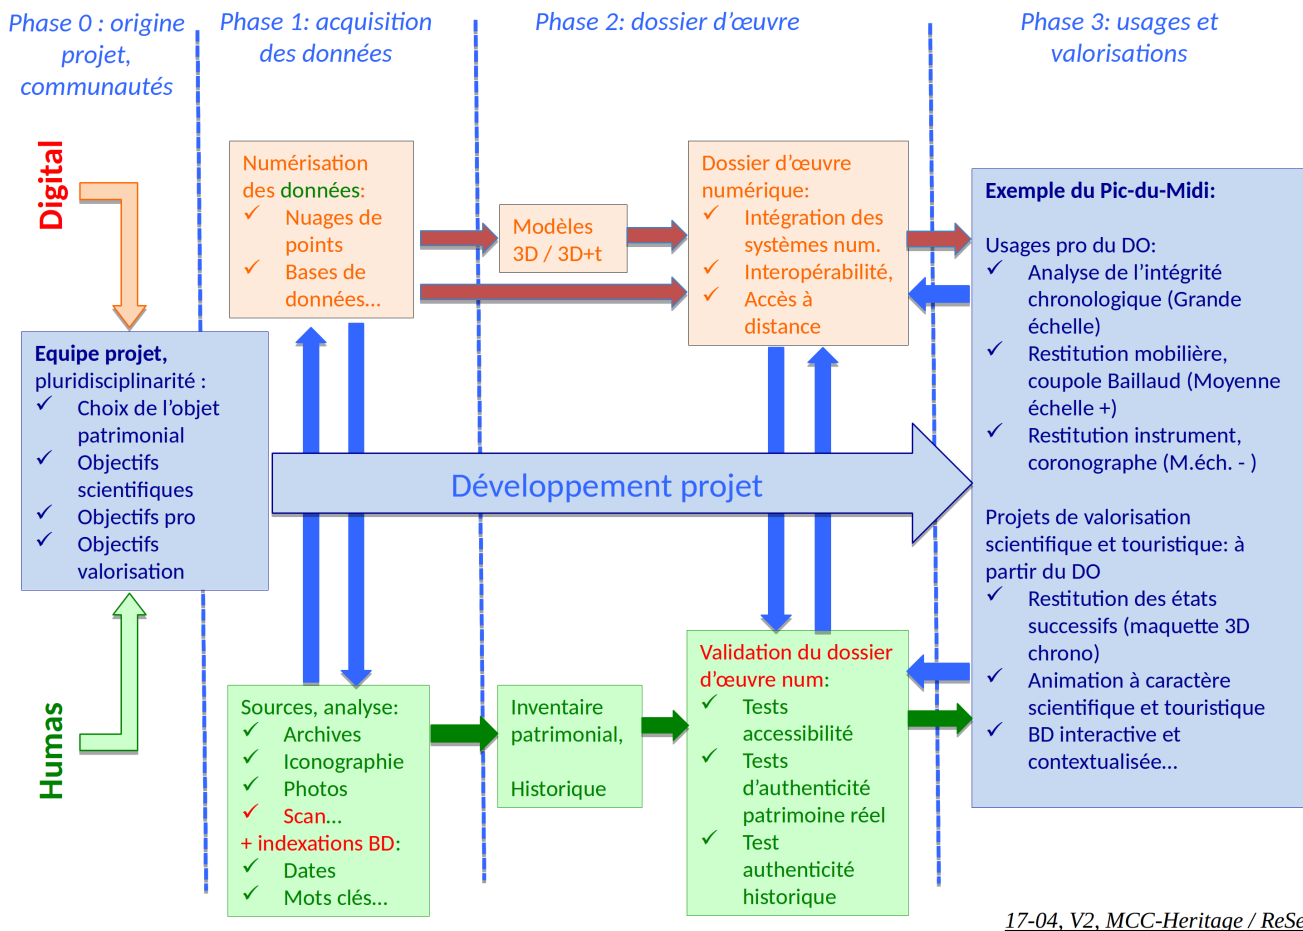 Phase 0 : origine
projet,
communautés
Phase 1: acquisition
des données
Phase 2: dossier d’œuvre
Phase 3: usages et
valorisations
Digital
Humas
Equipe projet,
pluridisciplinarité :
✓ Choix de l’objet
patrimonial
✓ Objectifs
scientifiques
✓ Objectifs pro
✓ Objectifs
valorisation
Numérisation
des données:
✓ Nuages de
points
✓ Bases de
données…
Modèles
3D / 3D+t
Dossier d’œuvre
numérique:
✓ Intégration des
systèmes num.
✓ Interopérabilité,
✓ Accès à
distance
Développement projet
Sources, analyse:
✓ Archives
✓ Iconographie
✓ Photos
✓ Scan…
+ indexations BD:
✓ Dates
✓ Mots clés…
Inventaire
patrimonial,
Historique
Validation du dossier
d’œuvre num:
✓ Tests
accessibilité
✓ Tests
d’authenticité
patrimoine réel
✓ Test
authenticité
historique
Exemple du Pic-du-Midi:
Usages pro du DO:
✓ Analyse de l’intégrité
chronologique (Grande
échelle)
✓ Restitution mobilière,
coupole Baillaud (Moyenne
échelle +)
✓ Restitution instrument,
coronographe (M.éch. - )
Projets de valorisation
scientifique et touristique: à
partir du DO
✓ Restitution des états
successifs (maquette 3D
chrono)
✓ Animation à caractère
scientifique et touristique
✓ BD interactive et
contextualisée…
17-04, V2, MCC-Heritage / ReSe